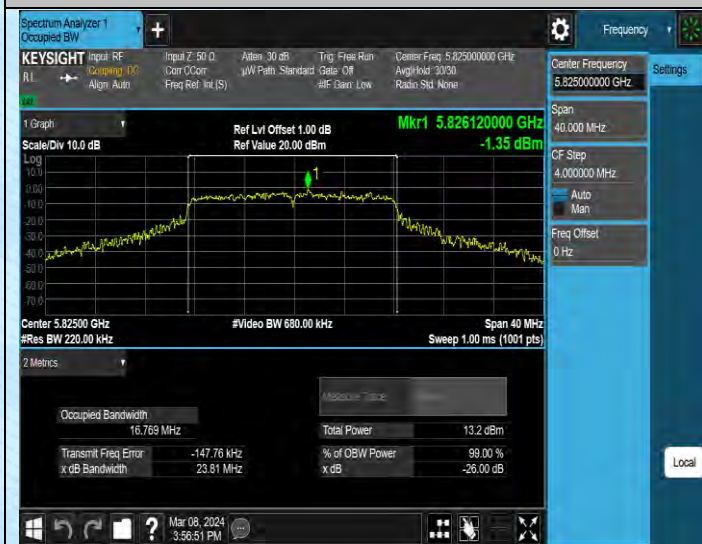 Spectrum Analyzer 1
Occupied BW
Frequency
KEYSIGHT
Input: RF
Input Z: 50 Ω
Atten: 30 dB
Trig: Free Run
Center Freq: 5.825000000 GHz
Coupling: DC
Corr CCorr
µW Path: Standard
Gate: Off
Avg|Hold: 30/30
Align: Auto
Freq Ref: Int (S)
#IF Gain: Low
Radio Std: None
Center Frequency
5.825000000 GHz
Settings
Span
40.000 MHz
CF Step
4.000000 MHz
Auto
Man
Freq Offset
0 Hz
1 Graph
Ref Lvl Offset 1.00 dB
Mkr1 5.826120000 GHz
Scale/Div 10.0 dB
Ref Value 20.00 dBm
-1.35 dBm
Log
10.0
0.00
-10.0
-20.0
-30.0
-40.0
-50.0
-60.0
-70.0
1
Center 5.82500 GHz
#Video BW 680.00 kHz
Span 40 MHz
#Res BW 220.00 kHz
Sweep 1.00 ms (1001 pts)
2 Metrics
Measure Trace
Occupied Bandwidth
16.769 MHz
Total Power
13.2 dBm
Transmit Freq Error
-147.76 kHz
% of OBW Power
99.00 %
x dB Bandwidth
23.81 MHz
x dB
-26.00 dB
Local
?
Mar 08, 2024
3:56:51 PM